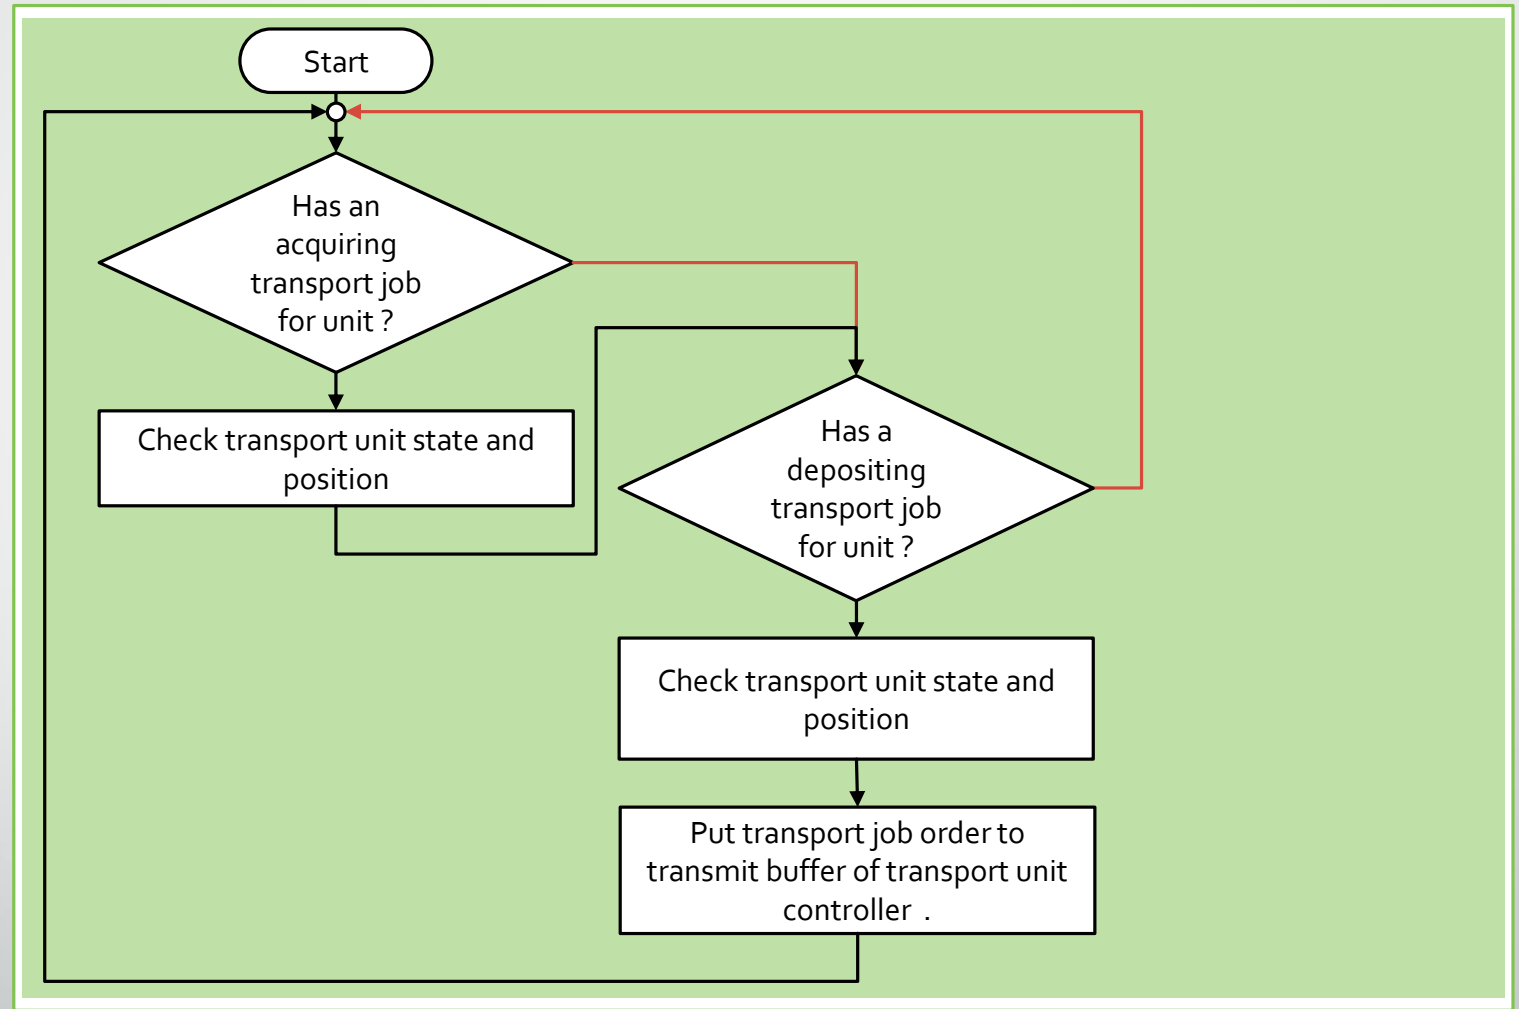 Start
Has an
acquiring
transport job
for unit ?
Check transport unit state and
position
Has a
depositing
transport job
for unit ?
Check transport unit state and
position
Put transport job order to
transmit buffer of transport unit
controller .